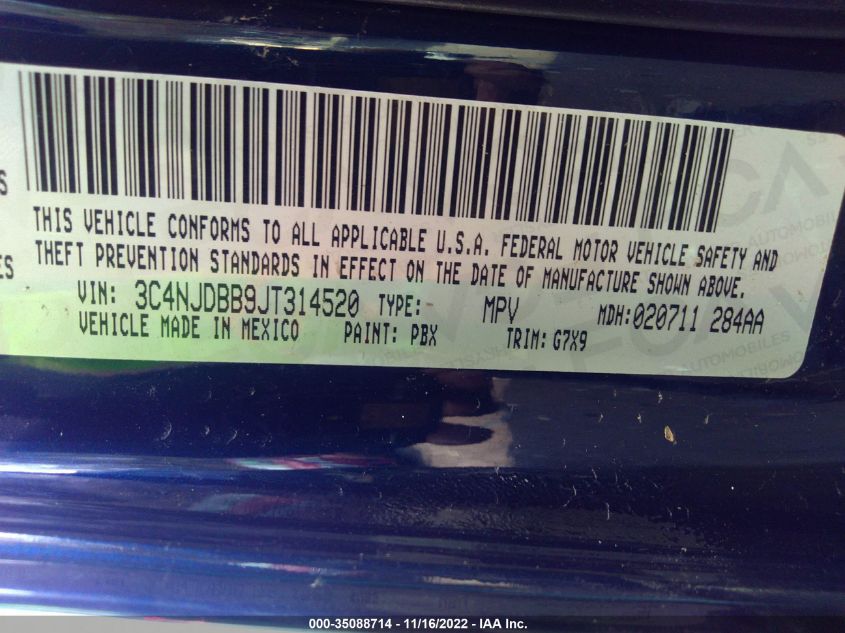 S
THIS VEHICLE CONFORMS TO ALL APPLICABLE U.S.A. FEDERAL MOTOR VEHICLE SAFETY AND
ES
THEFT PREVENTION STANDARDS IN EFFECT ON THE DATE OF MANUFACTURE SHOWN ABOVE.
VIN: 3C4NJDBB9JT314520 TYPE: MPV MDH:020711 284AA
VEHICLE MADE IN MEXICO PAINT: PBX TRIM: G7X9
000-35088714 - 11/16/2022 - IAA Inc.